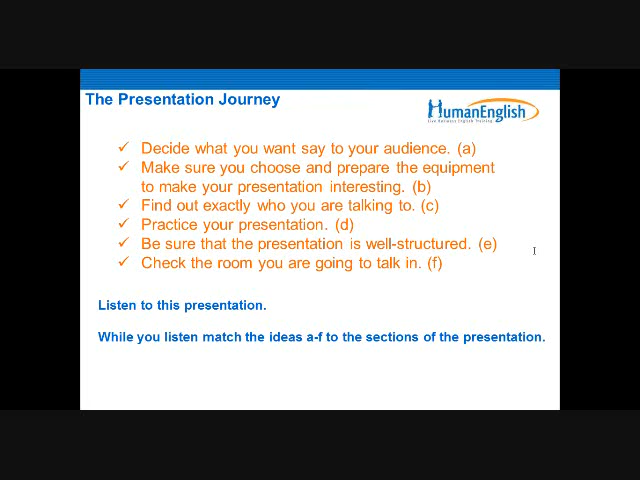 The Presentation Journey
HumanEnglish
Live Business English Training
✓ Decide what you want say to your audience. (a)
✓ Make sure you choose and prepare the equipment
to make your presentation interesting. (b)
✓ Find out exactly who you are talking to. (c)
✓ Practice your presentation. (d)
✓ Be sure that the presentation is well-structured. (e)
✓ Check the room you are going to talk in. (f)
Listen to this presentation.
While you listen match the ideas a-f to the sections of the presentation.